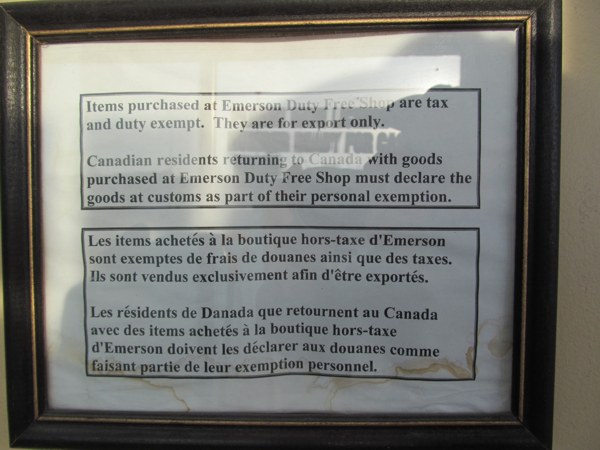 Items purchased at Emerson Duty Free Shop are tax
and duty exempt. They are for export only.
Canadian residents returning to Canada with goods
purchased at Emerson Duty Free Shop must declare the
goods at customs as part of their personal exemption.
Les items achetés à la boutique hors-taxe d'Emerson
sont exemptes de frais de douanes ainsi que des taxes.
Ils sont vendus exclusivement afin d'être exportés.
Les résidents de Danada que retournent au Canada
avec des items achetés à la boutique hors-taxe
d'Emerson doivent les déclarer aux douanes comme
faisant partie de leur exemption personnel.